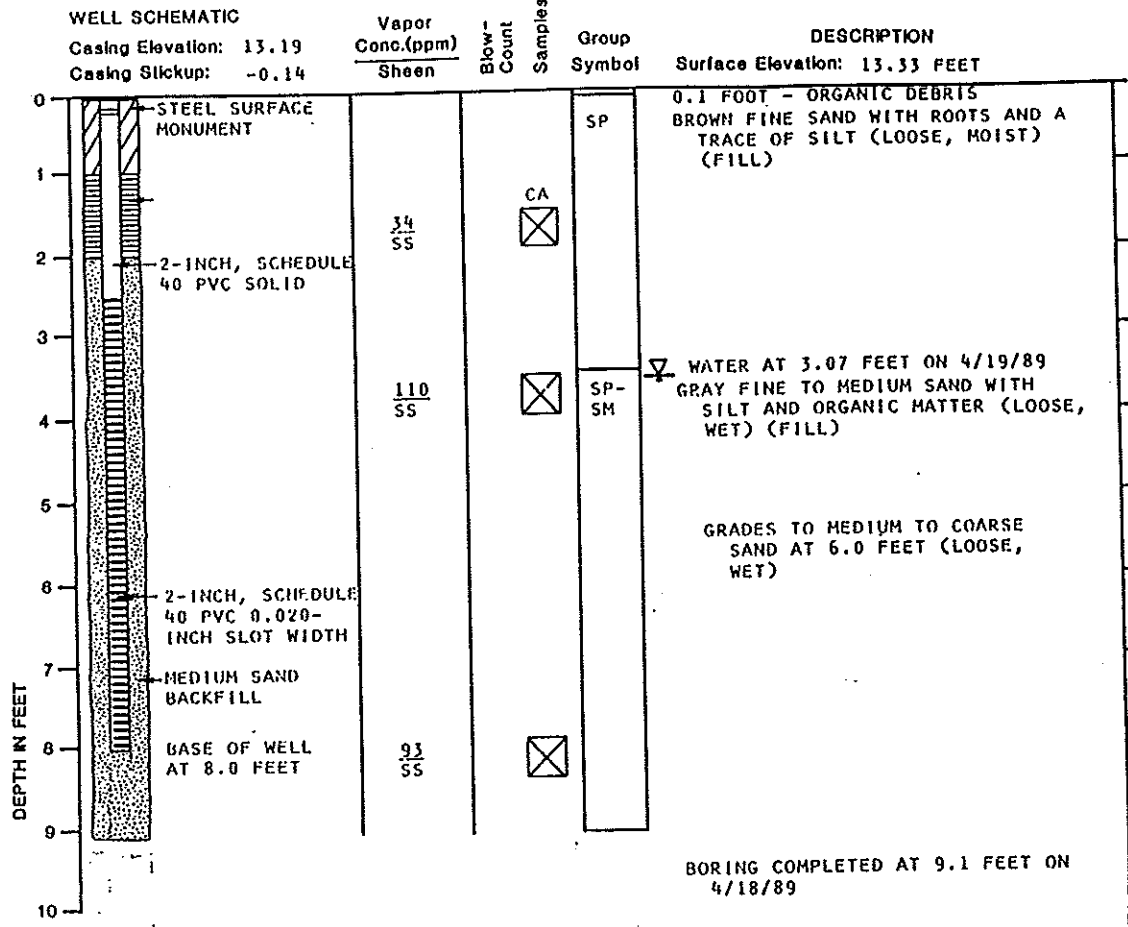 WELL SCHEMATIC
Casing Elevation: 13.19
Casing Stickup: -0.14
Vapor
Conc.(ppm)
Sheen
Blow-
Count
Samples
Group
Symbol
DESCRIPTION
Surface Elevation: 13.33 FEET
0
1
2
3
4
5
6
7
8
9
10
DEPTH IN FEET
STEEL SURFACE
MONUMENT
2-INCH, SCHEDULE
40 PVC SOLID
2-INCH, SCHEDULE
40 PVC 0.020-
INCH SLOT WIDTH
MEDIUM SAND
BACKFILL
BASE OF WELL
AT 8.0 FEET
34
SS
110
SS
93
SS
CA
SP
SP-
SM
0.1 FOOT - ORGANIC DEBRIS
BROWN FINE SAND WITH ROOTS AND A
TRACE OF SILT (LOOSE, MOIST)
(FILL)
WATER AT 3.07 FEET ON 4/19/89
GRAY FINE TO MEDIUM SAND WITH
SILT AND ORGANIC MATTER (LOOSE,
WET) (FILL)
GRADES TO MEDIUM TO COARSE
SAND AT 6.0 FEET (LOOSE,
WET)
BORING COMPLETED AT 9.1 FEET ON
4/18/89